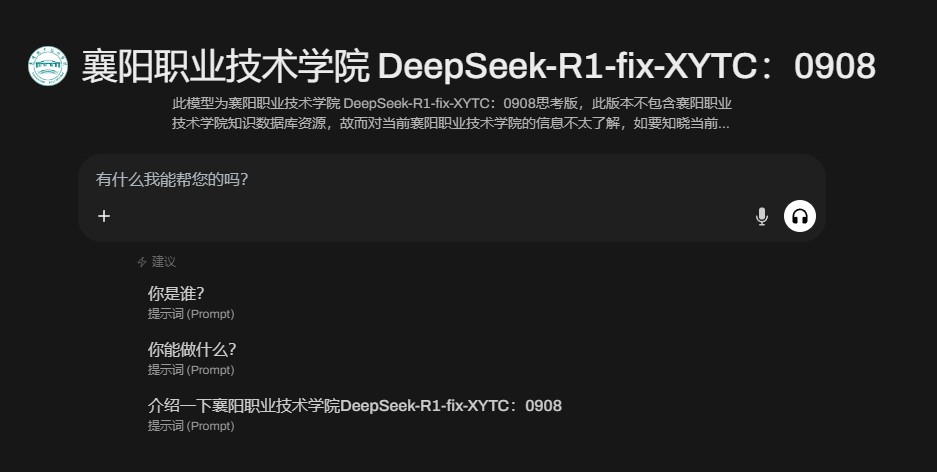 襄阳职业技术学院 DeepSeek-R1-fix-XYTC：0908
此模型为襄阳职业技术学院 DeepSeek-R1-fix-XYTC：0908思考版，此版本不包含襄阳职业
技术学院知识数据库资源，故而对当前襄阳职业技术学院的信息不太了解，如要知晓当前...
有什么我能帮您的吗？
建议
你是谁？
提示词 (Prompt)
你能做什么？
提示词 (Prompt)
介绍一下襄阳职业技术学院DeepSeek-R1-fix-XYTC：0908
提示词 (Prompt)